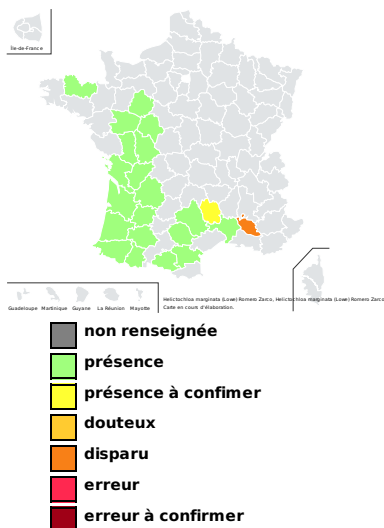 Île-de-France
Guadeloupe Martinique Guyane La Réunion Mayotte
Helictochloa marginata (Lowe) Romero Zarco, Helictochloa marginata (Lowe) Romero Zarco
Carte en cours d'élaboration.
non renseignée
présence
présence à confimer
douteux
disparu
erreur
erreur à confirmer